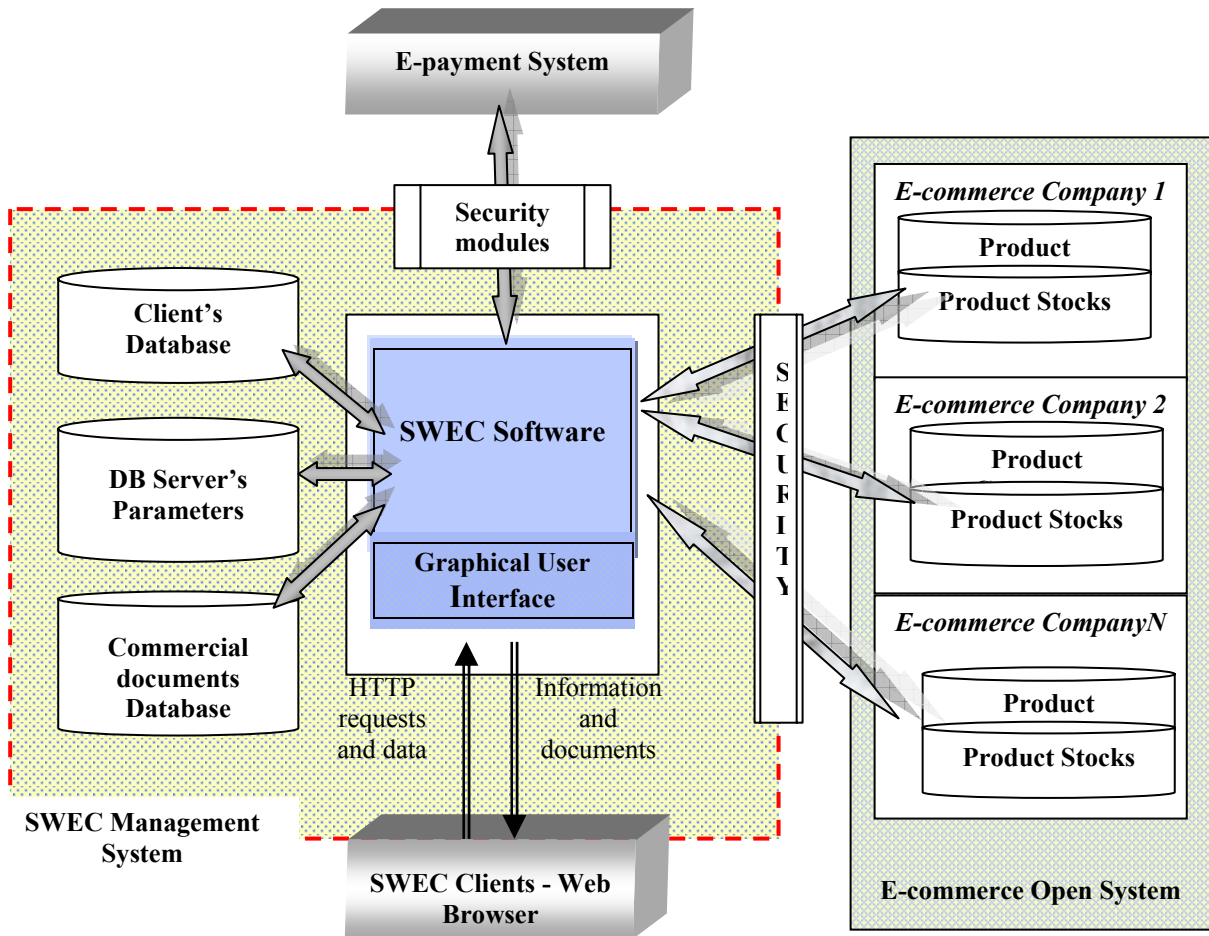 E-payment System
Security
modules
Client's
Database
DB Server's
Parameters
Commercial
documents
Database
SWEC Software
Graphical User
Interface
HTTP
requests
and data
Information
and
documents
SWEC Management
System
SWEC Clients - Web
Browser
S
E
C
U
R
I
T
Y
E-commerce Company 1
Product
Product Stocks
E-commerce Company 2
Product
Product Stocks
E-commerce CompanyN
Product
Product Stocks
E-commerce Open System